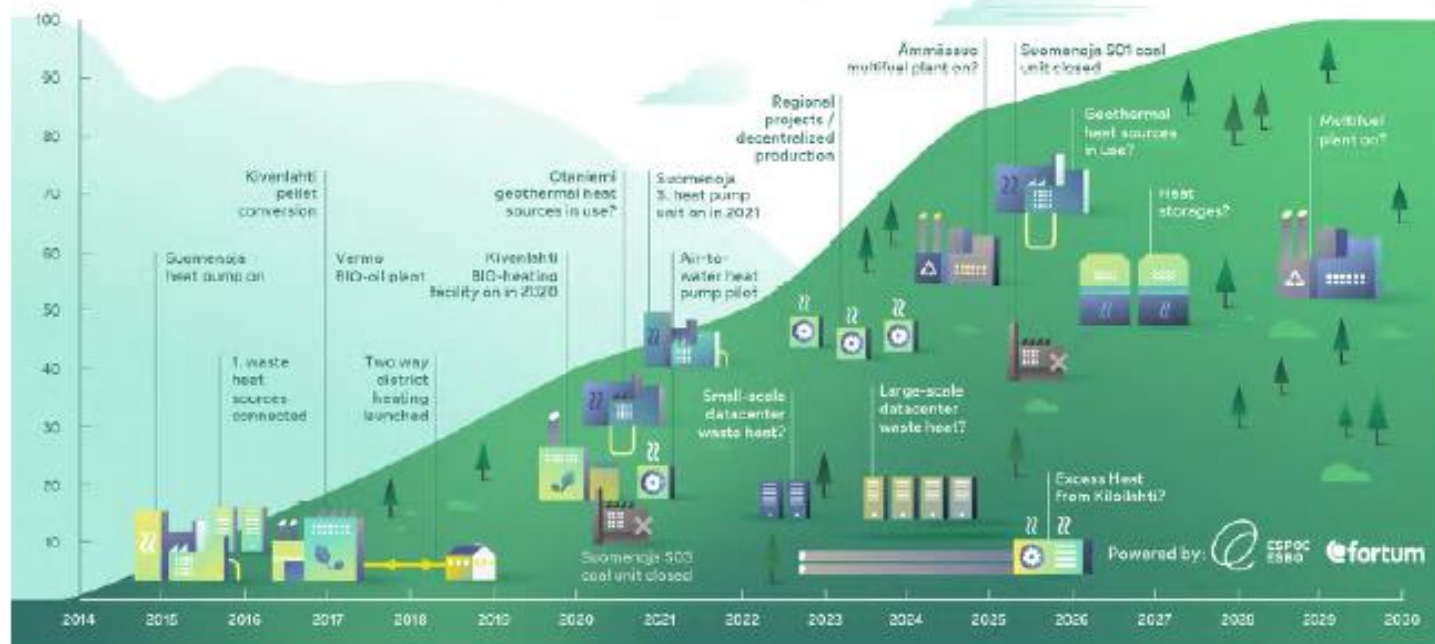 100
90
80
70
60
50
40
30
20
10
Suomenoja
heat pump on
1. waste
heat
sources
connected
Kivenlahti
pellet
conversion
Vermo
BIO-oil plant
Two way
district
heating
launched
Kivenlahti
BIO-heating
facility on in 2020
Otaniemi
geothermal heat
sources in use?
Suomenoja
3. heat pump
unit on in 2021
Air-to-
water heat
pump pilot
Suomenoja SO3
coal unit closed
Small-scale
datacenter
waste heat?
Regional
projects /
decentralized
production
Large-scale
datacenter
waste heat?
Ämmässuo
multifuel plant on?
Suomenoja SO1 coal
unit closed
Geothermal
heat sources
in use?
Heat
storages?
Multifuel
plant on?
Excess Heat
from Kilpilahti?
Powered by:
ESPOO
ESBO
fortum
2014 2015 2016 2017 2018 2019 2020 2021 2022 2023 2024 2025 2026 2027 2028 2029 2030